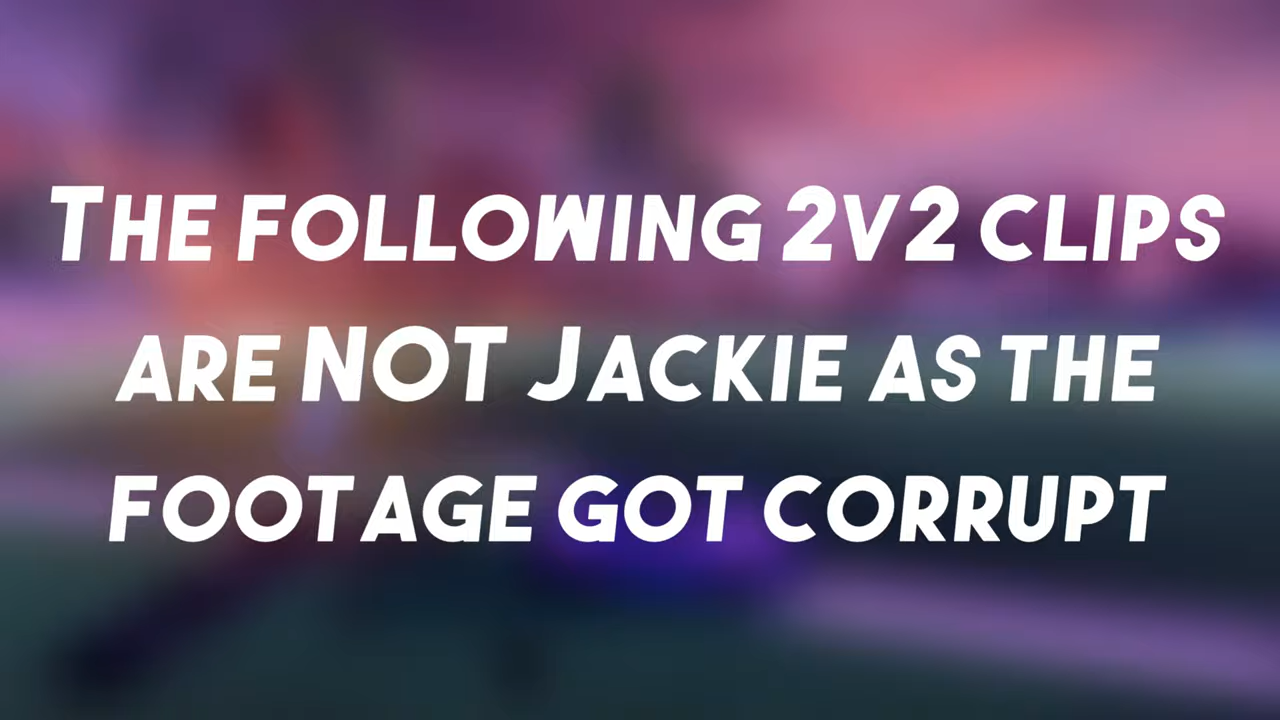 The following 2v2 clips
are NOT Jackie as the
footage got corrupt